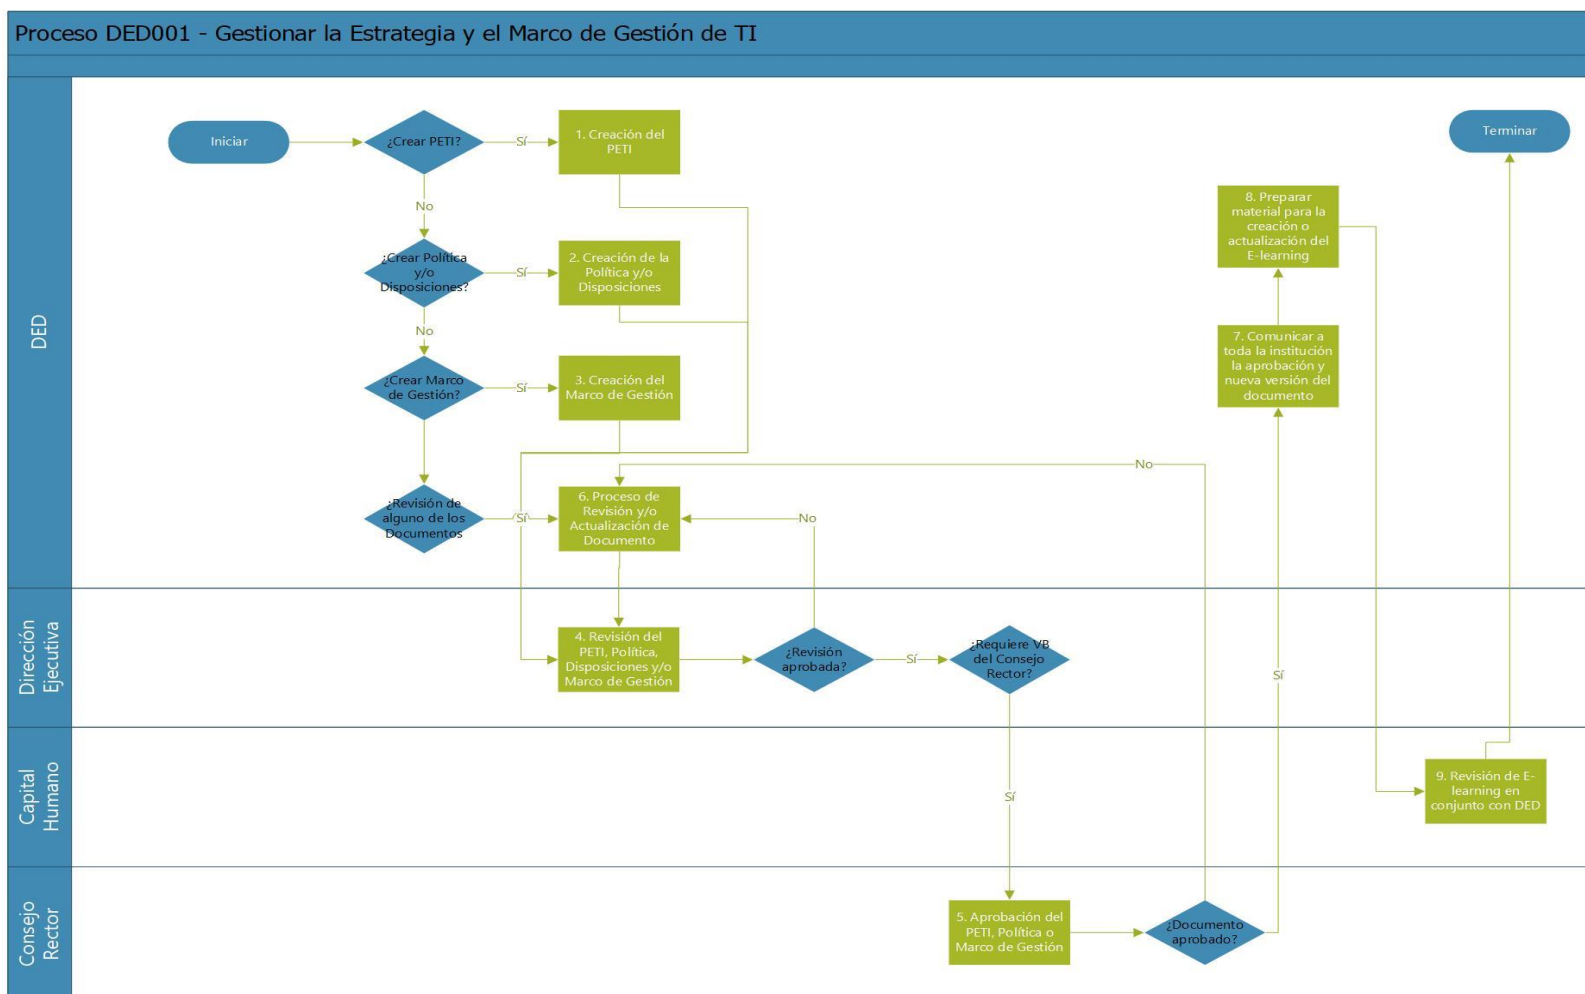 Proceso DED001 - Gestionar la Estrategia y el Marco de Gestión de TI
DED
Iniciar
¿Crear PETI?
Sí
1. Creación del
PETI
Terminar
No
8. Preparar
material para la
creación o
actualización del
E-learning
¿Crear Política
y/o
Disposiciones?
Sí
2. Creación de la
Política y/o
Disposiciones
No
7. Comunicar a
toda la institución
la aprobación y
nueva versión del
documento
¿Crear Marco
de Gestión?
Sí
3. Creación del
Marco de Gestión
No
¿Revisión de
alguno de los
Documentos
Sí
6. Proceso de
Revisión y/o
Actualización de
Documento
No
Dirección
Ejecutiva
4. Revisión del
PETI, Política,
Disposiciones y/o
Marco de Gestión
¿Revisión
aprobada?
Sí
¿Requiere VB
del Consejo
Rector?
Sí
Capital
Humano
Sí
9. Revisión de E-
learning en
conjunto con DED
Consejo
Rector
5. Aprobación del
PETI, Política o
Marco de Gestión
¿Documento
aprobado?